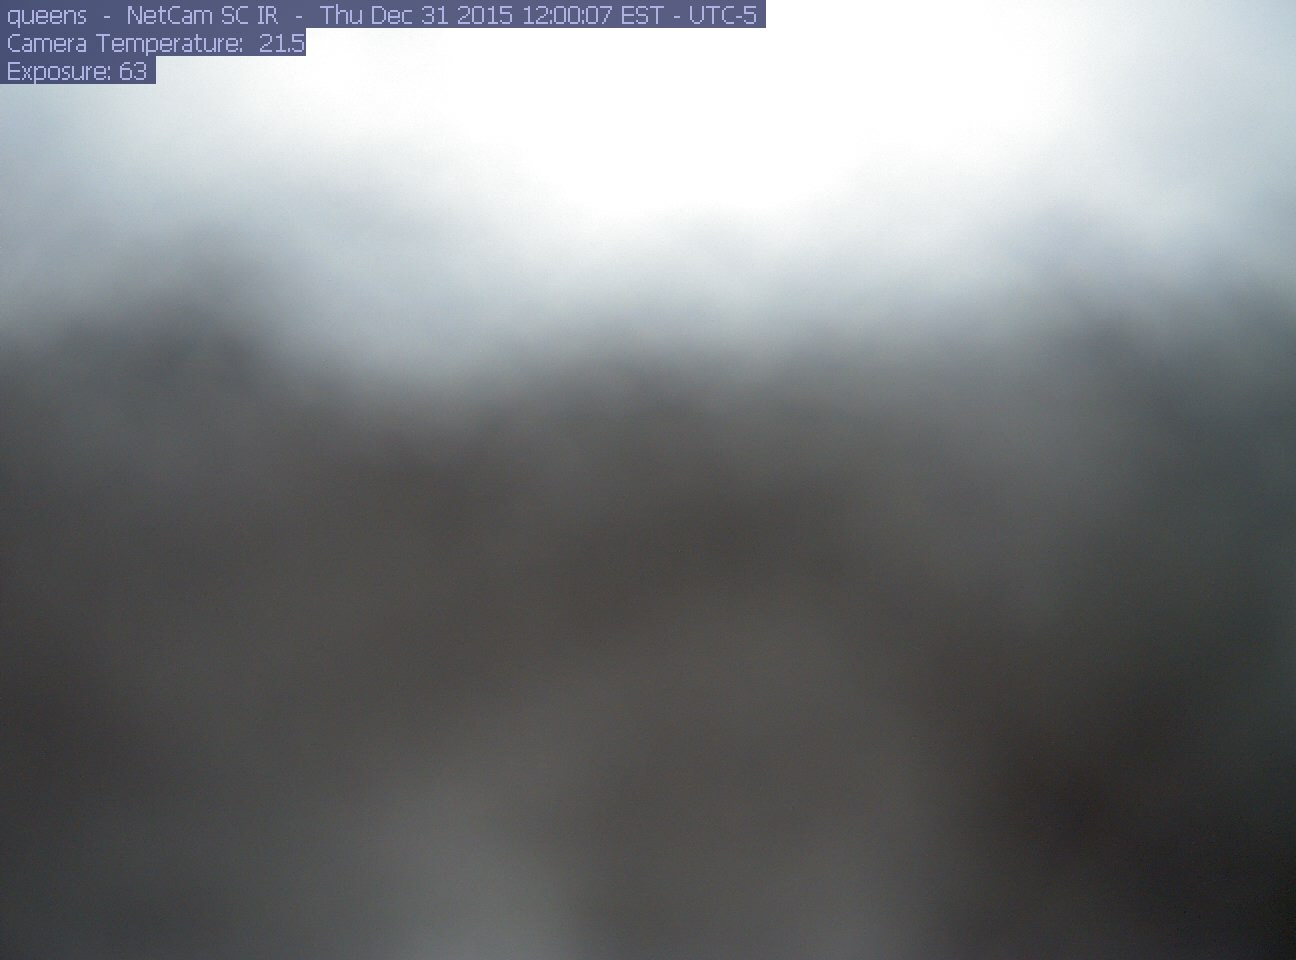 queens - NetCam SC IR - Thu Dec 31 2015 12:00:07 EST - UTC-5
Camera Temperature: 21.5
Exposure: 63